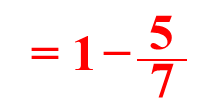 = 1 − 5/7